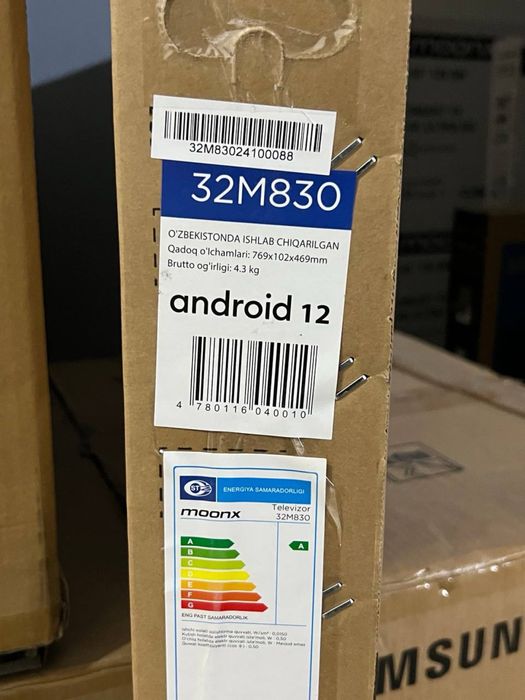 32M83024100088
32M830
O'ZBEKISTONDA ISHLAB CHIQARILGAN
Qadoq o'lchamlari: 769x102x469mm
Brutto og'irligi: 4.3 kg
android 12
4 780116 040010
ENERGIYA SAMARADORLIGI
moonx
Televizor
32M830
A
B
C
D
E
F
G
A
ENG PAST SAMARADORLIK
MSUN